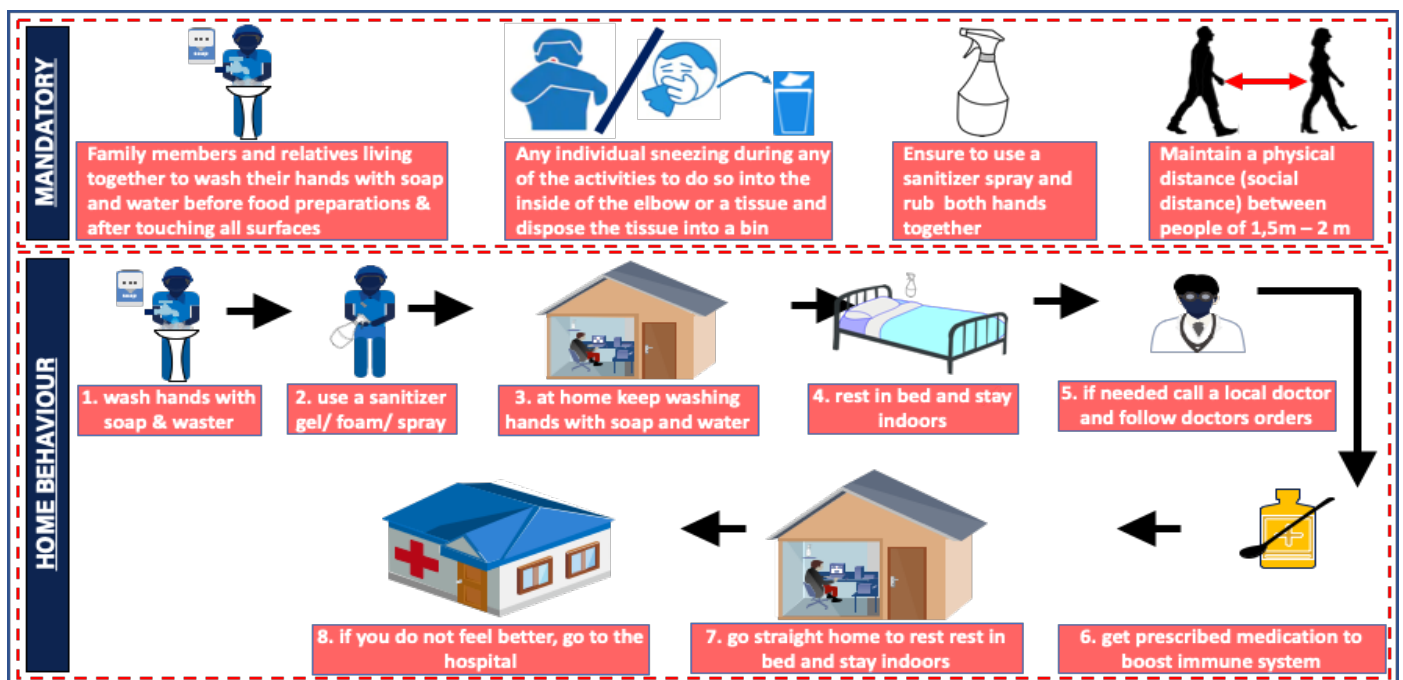 MANDATORY
Family members and relatives living
together to wash their hands with soap
and water before food preparations &
after touching all surfaces
Any individual sneezing during any
of the activities to do so into the
inside of the elbow or a tissue and
dispose the tissue into a bin
Ensure to use a
sanitizer spray and
rub both hands
together
Maintain a physical
distance (social
distance) between
people of 1,5m – 2 m
HOME BEHAVIOUR
1. wash hands with
soap & waster
2. use a sanitizer
gel/ foam/ spray
3. at home keep washing
hands with soap and water
4. rest in bed and stay
indoors
5. if needed call a local doctor
and follow doctors orders
6. get prescribed medication to
boost immune system
7. go straight home to rest rest in
bed and stay indoors
8. if you do not feel better, go to the
hospital